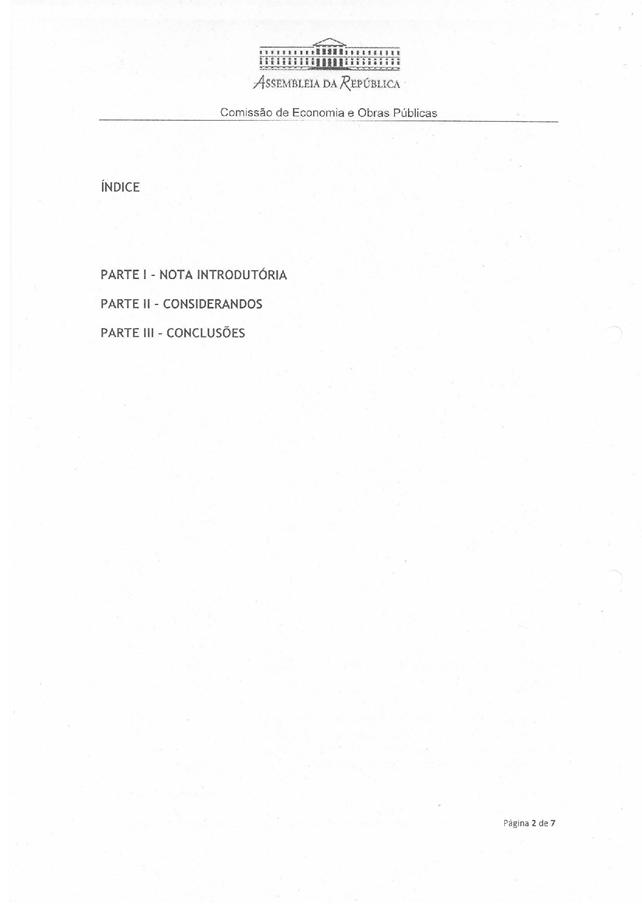 ASSEMBLEIA DA REPÚBLICA
Comissão de Economia e Obras Públicas
ÍNDICE
PARTE I - NOTA INTRODUTÓRIA
PARTE II - CONSIDERANDOS
PARTE III - CONCLUSÕES
Página 2 de 7